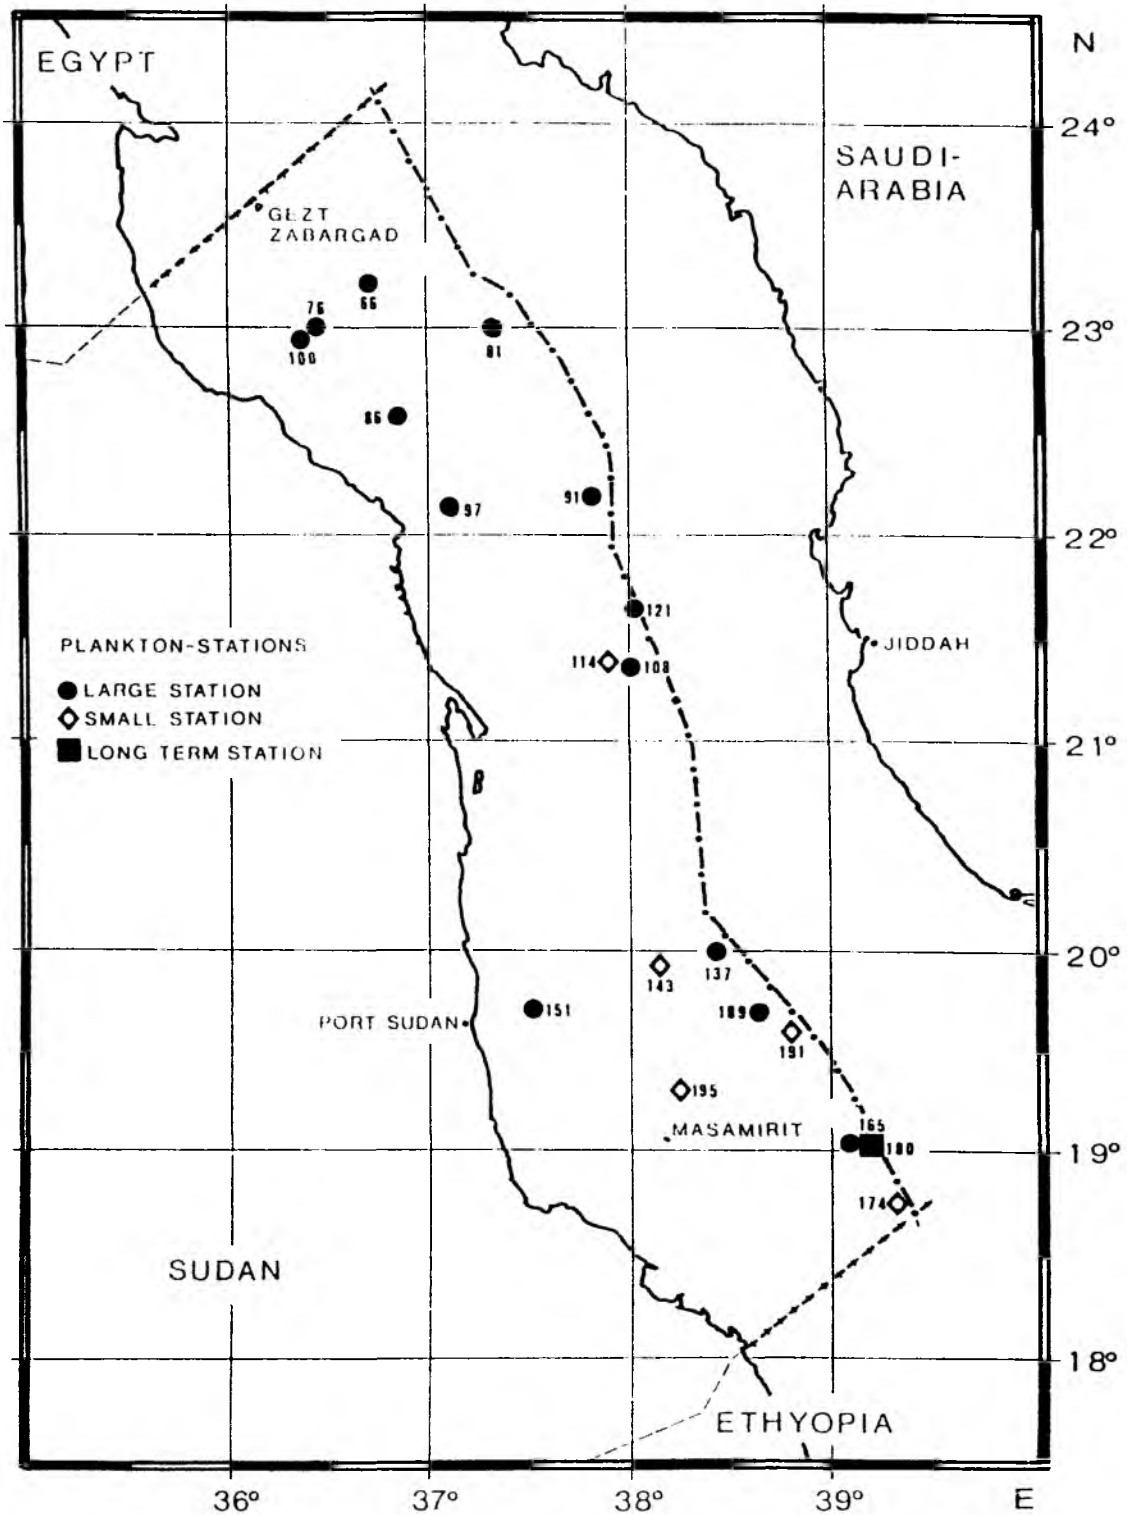 EGYPT
N
24°
SAUDI-
ARABIA
GEZT
ZABARGAD
66
76
100
81
23°
86
97
91
22°
121
PLANKTON-STATIONS
114
108
JIDDAH
LARGE STATION
SMALL STATION
LONG TERM STATION
21°
20°
137
143
151
189
PORT SUDAN
191
195
MASAMIRIT
165
180
19°
174
SUDAN
18°
ETHYOPIA
36°
37°
38°
39°
E